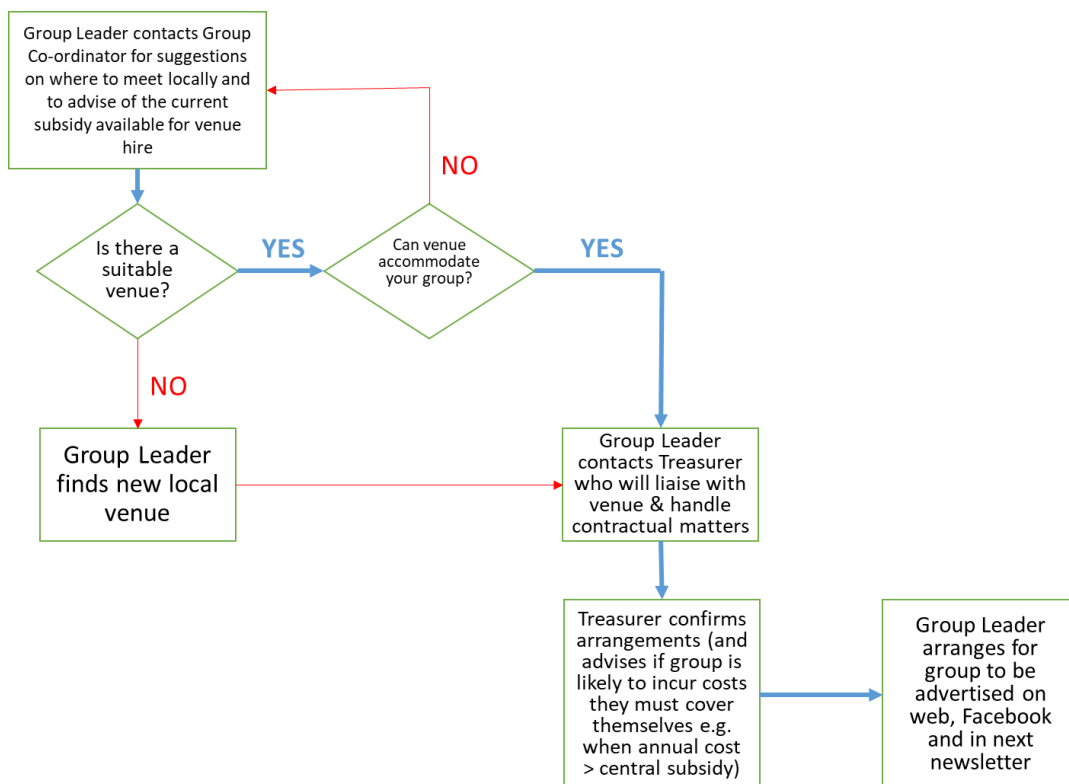 Group Leader contacts Group
Co-ordinator for suggestions
on where to meet locally and
to advise of the current
subsidy available for venue
hire
NO
Is there a
suitable
venue?
YES
Can venue
accommodate
your group?
YES
NO
Group Leader
finds new local
venue
Group Leader
contacts Treasurer
who will liaise with
venue & handle
contractual matters
Treasurer confirms
arrangements (and
advises if group is
likely to incur costs
they must cover
themselves e.g.
when annual cost
> central subsidy)
Group Leader
arranges for
group to be
advertised on
web, Facebook
and in next
newsletter